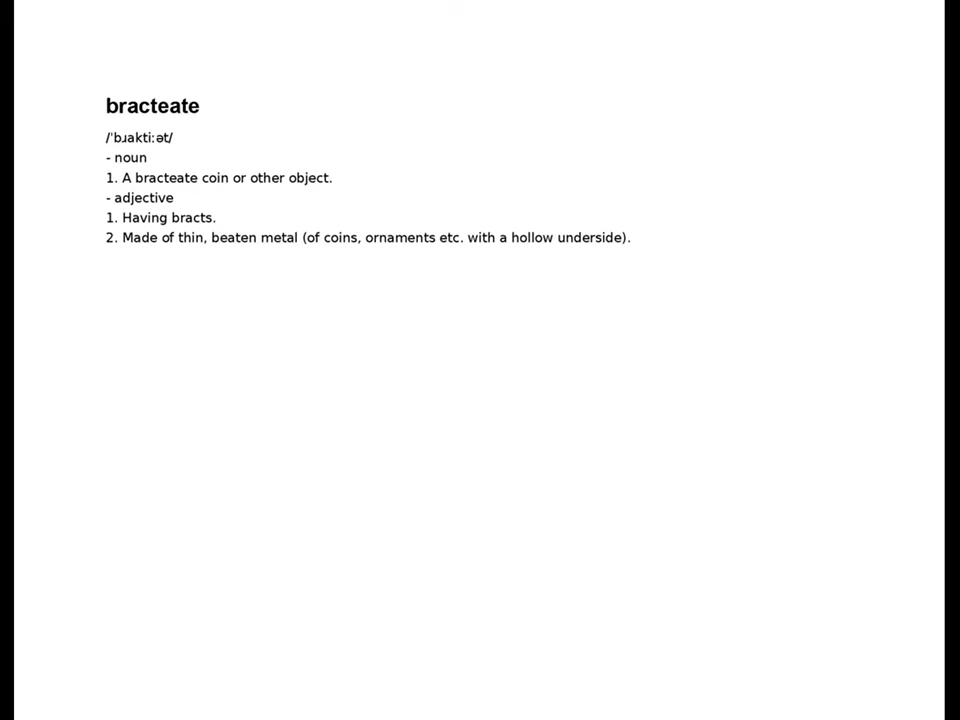 bracteate
/ˈbɹaktiːət/
- noun
1. A bracteate coin or other object.
- adjective
1. Having bracts.
2. Made of thin, beaten metal (of coins, ornaments etc. with a hollow underside).